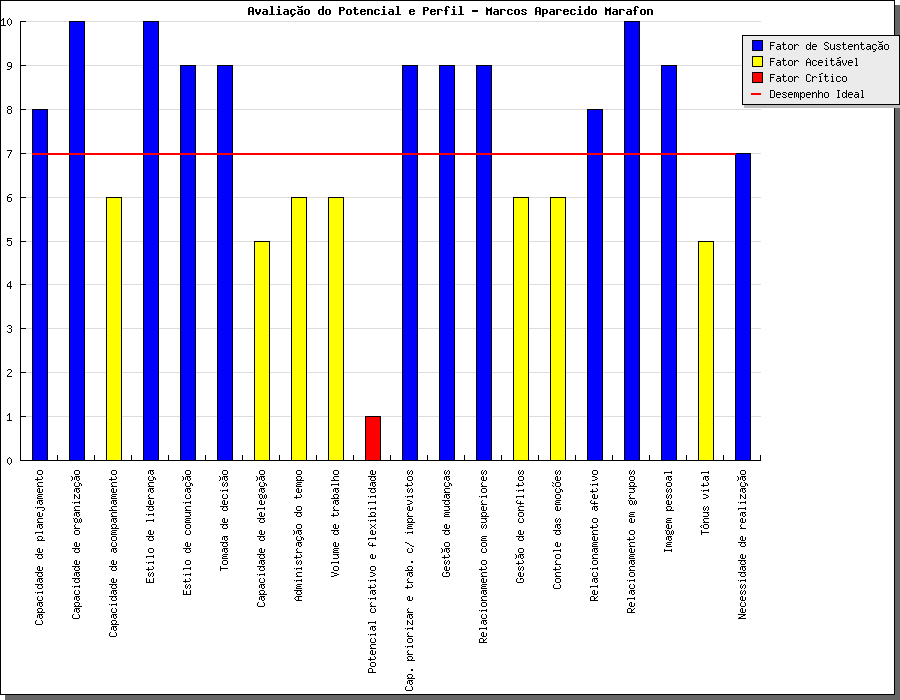 Avaliação do Potencial e Perfil - Marcos Aparecido Marafon
Fator de Sustentação
Fator Aceitável
Fator Crítico
Desempenho Ideal
10
9
8
7
6
5
4
3
2
1
0
Capacidade de planejamento
Capacidade de organização
Capacidade de acompanhamento
Estilo de liderança
Estilo de comunicação
Tomada de decisão
Capacidade de delegação
Administração do tempo
Volume de trabalho
Potencial criativo e flexibilidade
Cap. priorizar e trab. c/ imprevistos
Gestão de mudanças
Relacionamento com superiores
Gestão de conflitos
Controle das emoções
Relacionamento afetivo
Relacionamento em grupos
Imagem pessoal
Tônus vital
Necessidade de realização